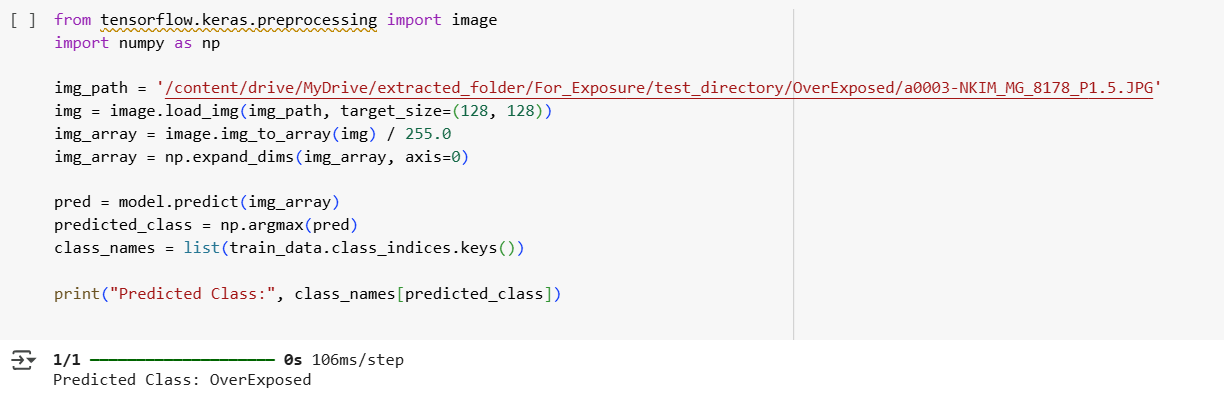 [ ] from tensorflow.keras.preprocessing import image
import numpy as np
img_path = '/content/drive/MyDrive/extracted_folder/For_Exposure/test_directory/OverExposed/a0003-NKIM_MG_8178_P1.5.JPG'
img = image.load_img(img_path, target_size=(128, 128))
img_array = image.img_to_array(img) / 255.0
img_array = np.expand_dims(img_array, axis=0)
pred = model.predict(img_array)
predicted_class = np.argmax(pred)
class_names = list(train_data.class_indices.keys())
print("Predicted Class:", class_names[predicted_class])
1/1 ━━━━━━━━━━━━━━━━━━━━ 0s 106ms/step
Predicted Class: OverExposed